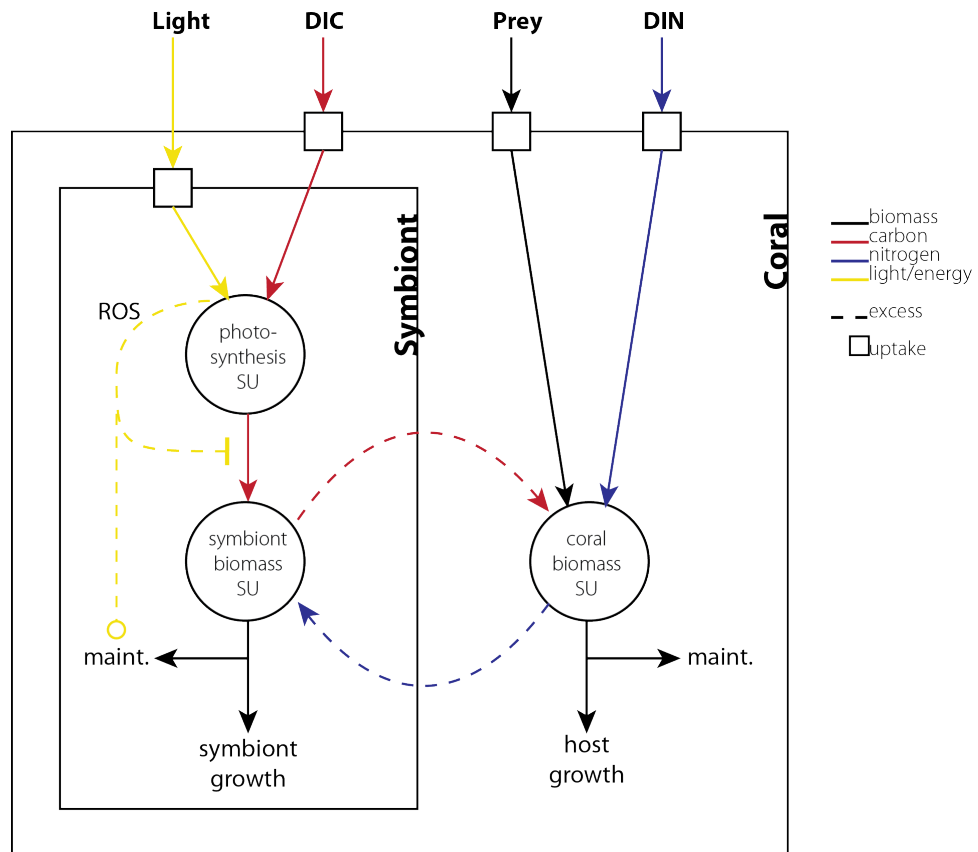 Light
DIC
Prey
DIN
Symbiont
Coral
biomass
carbon
nitrogen
light/energy
excess
uptake
ROS
photo-
synthesis
SU
symbiont
biomass
SU
coral
biomass
SU
maint.
maint.
symbiont
growth
host
growth